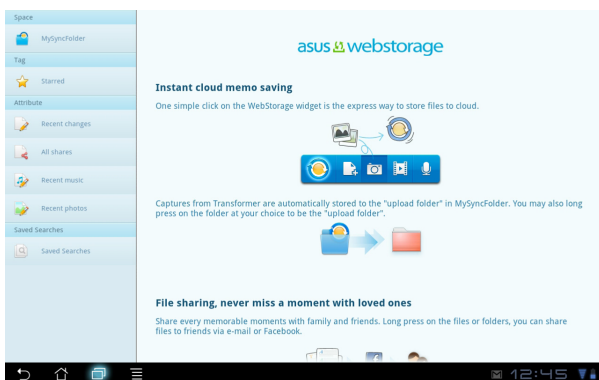 Space
MySyncFolder
Tag
Starred
Attribute
Recent changes
All shares
Recent music
Recent photos
Saved Searches
Saved Searches
asus webstorage
Instant cloud memo saving
One simple click on the WebStorage widget is the express way to store files to cloud.
Captures from Transformer are automatically stored to the "upload folder" in MySyncFolder. You may also long
press on the folder at your choice to be the "upload folder".
File sharing, never miss a moment with loved ones
Share every memorable moments with family and friends. Long press on the files or folders, you can share
files to friends via e-mail or Facebook.
12:45